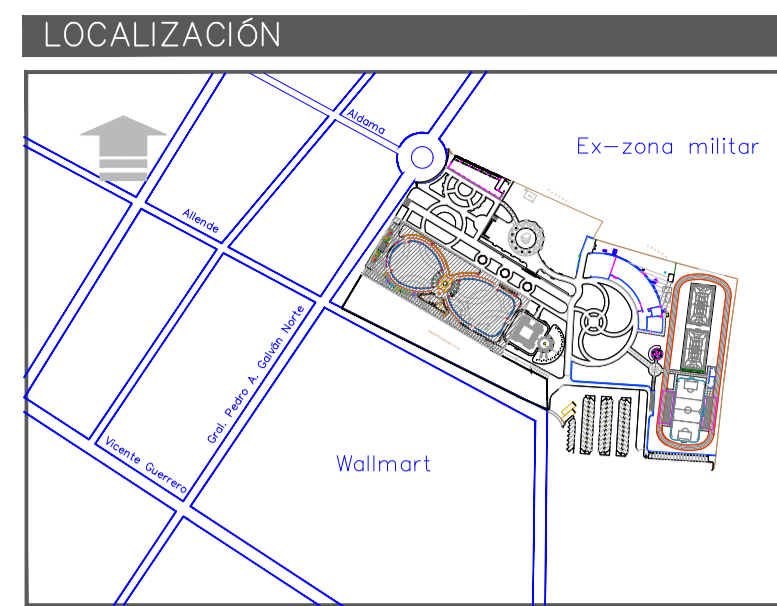 LOCALIZACIÓN
Aldama
Ex-zona militar
Allende
Gral. Pedro A. Galván Norte
Vicente Guerrero
Wallmart